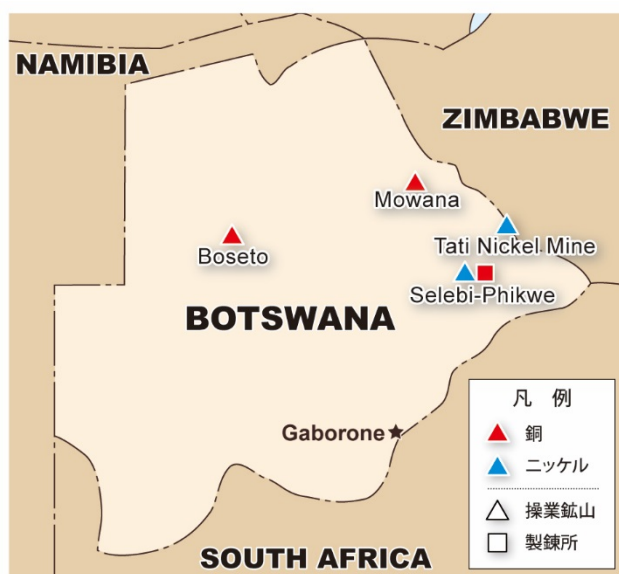 NAMIBIA
ZIMBABWE
Mowana
Tati Nickel Mine
Boseto
Selebi-Phikwe
BOTSWANA
Gaborone
SOUTH AFRICA
凡 例
銅
ニッケル
操業鉱山
製錬所